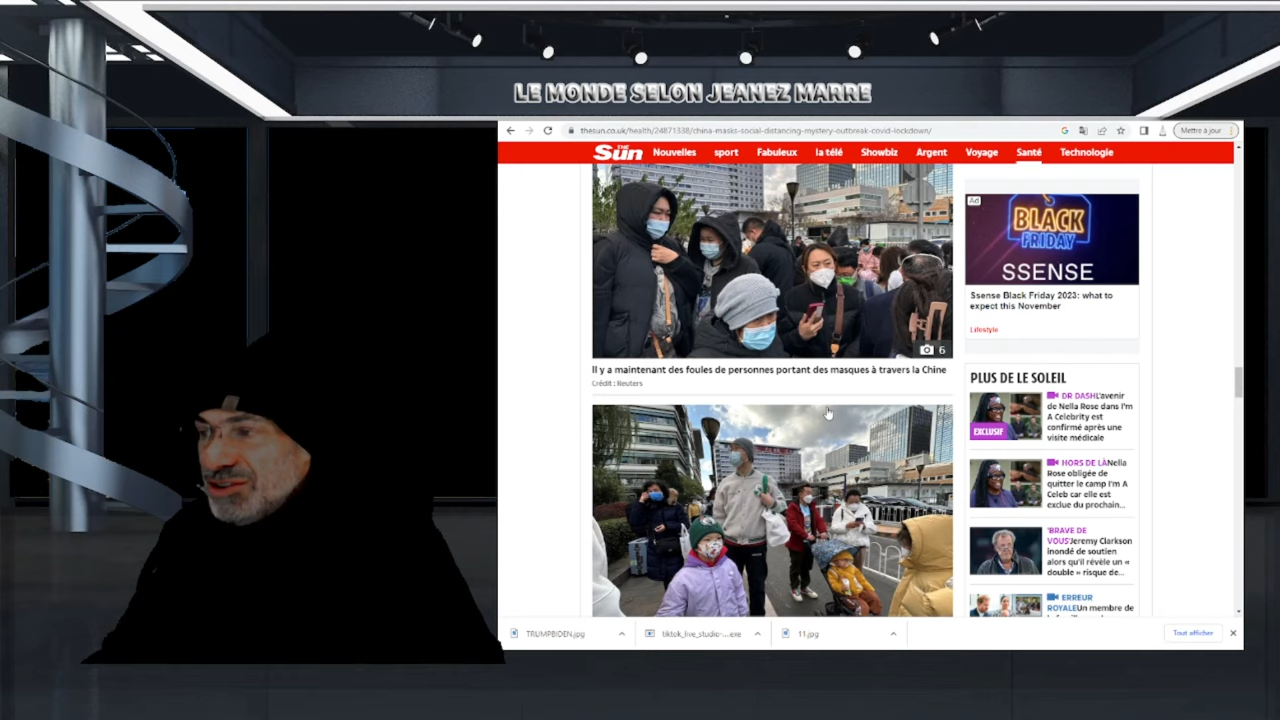 LE MONDE SELON JEANEZ MARRE
thesun.co.uk/health/24871338/china-masks-social-distancing-mystery-outbreak-covid-lockdown/
Mettre à jour
THE Sun
Nouvelles sport Fabuleux la télé Showbiz Argent Voyage Santé Technologie
6
Il y a maintenant des foules de personnes portant des masques à travers la Chine
Crédit : Reuters
Ad
BLACK
FRIDAY
SSENSE
Ssense Black Friday 2023: what to
expect this November
Lifestyle
PLUS DE LE SOLEIL
EXCLUSIF
DR DASHL'avenir
de Nella Rose dans I'm
A Celebrity est
confirmé après une
visite médicale
HORS DE LÀNella
Rose obligée de
quitter le camp I'm A
Celeb car elle est
exclue du prochain...
'BRAVE DE
VOUS'Jeremy Clarkson
inondé de soutien
alors qu'il révèle un «
double » risque de...
ERREUR
ROYALEUn membre de
TRUMPBIDEN.jpg
tiktok_live_studio-....exe
11.jpg
Tout afficher